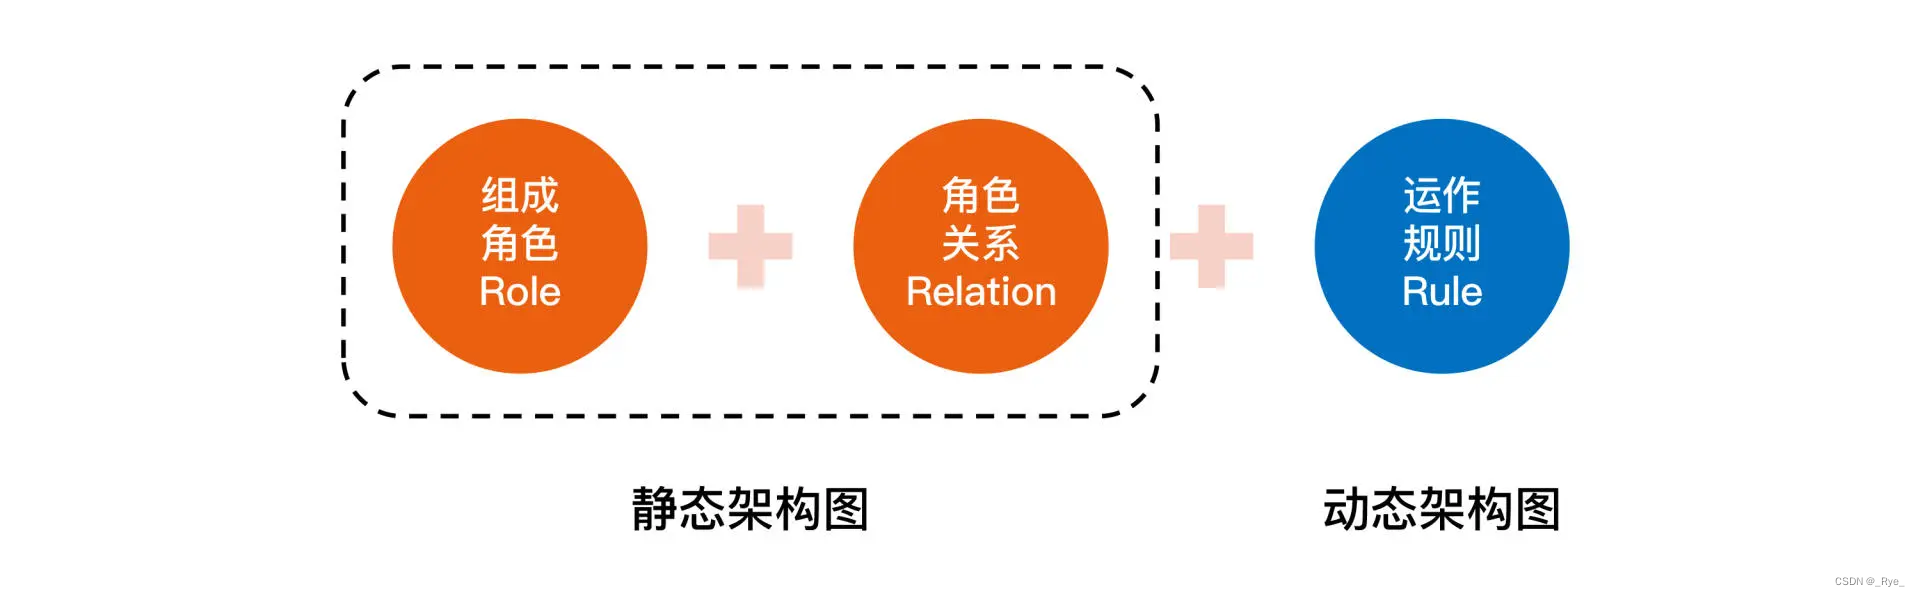 组成
角色
Role
角色
关系
Relation
运作
规则
Rule
静态架构图
动态架构图
CSDN @_Rye_